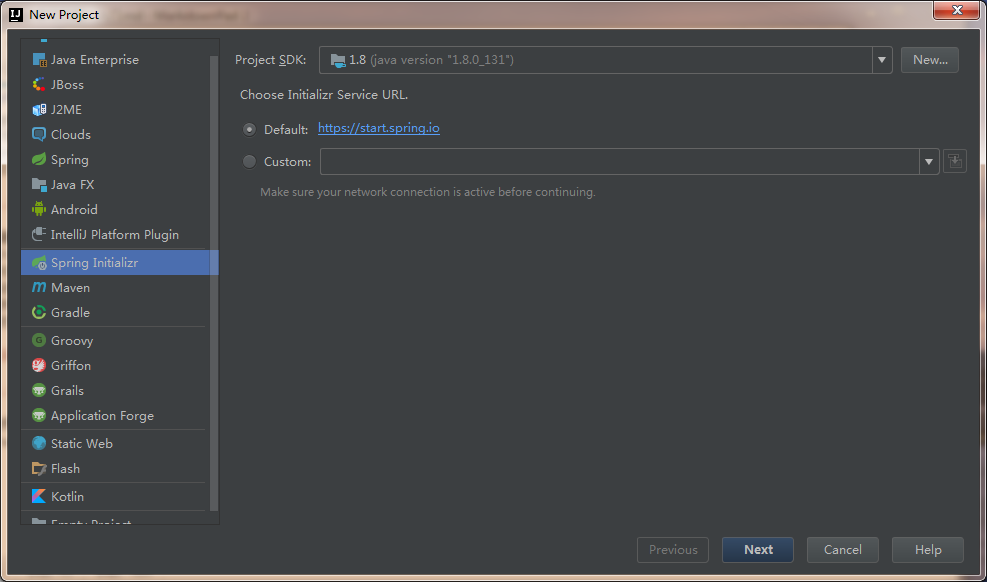 New Project
Java Enterprise
JBoss
J2ME
Clouds
Spring
Java FX
Android
IntelliJ Platform Plugin
Spring Initializr
Maven
Gradle
Groovy
Griffon
Grails
Application Forge
Static Web
Flash
Kotlin
Empty Project
Project SDK: 1.8 (java version "1.8.0_131") New...
Choose Initializr Service URL.
Default: https://start.spring.io
Custom:
Make sure your network connection is active before continuing.
Previous Next Cancel Help